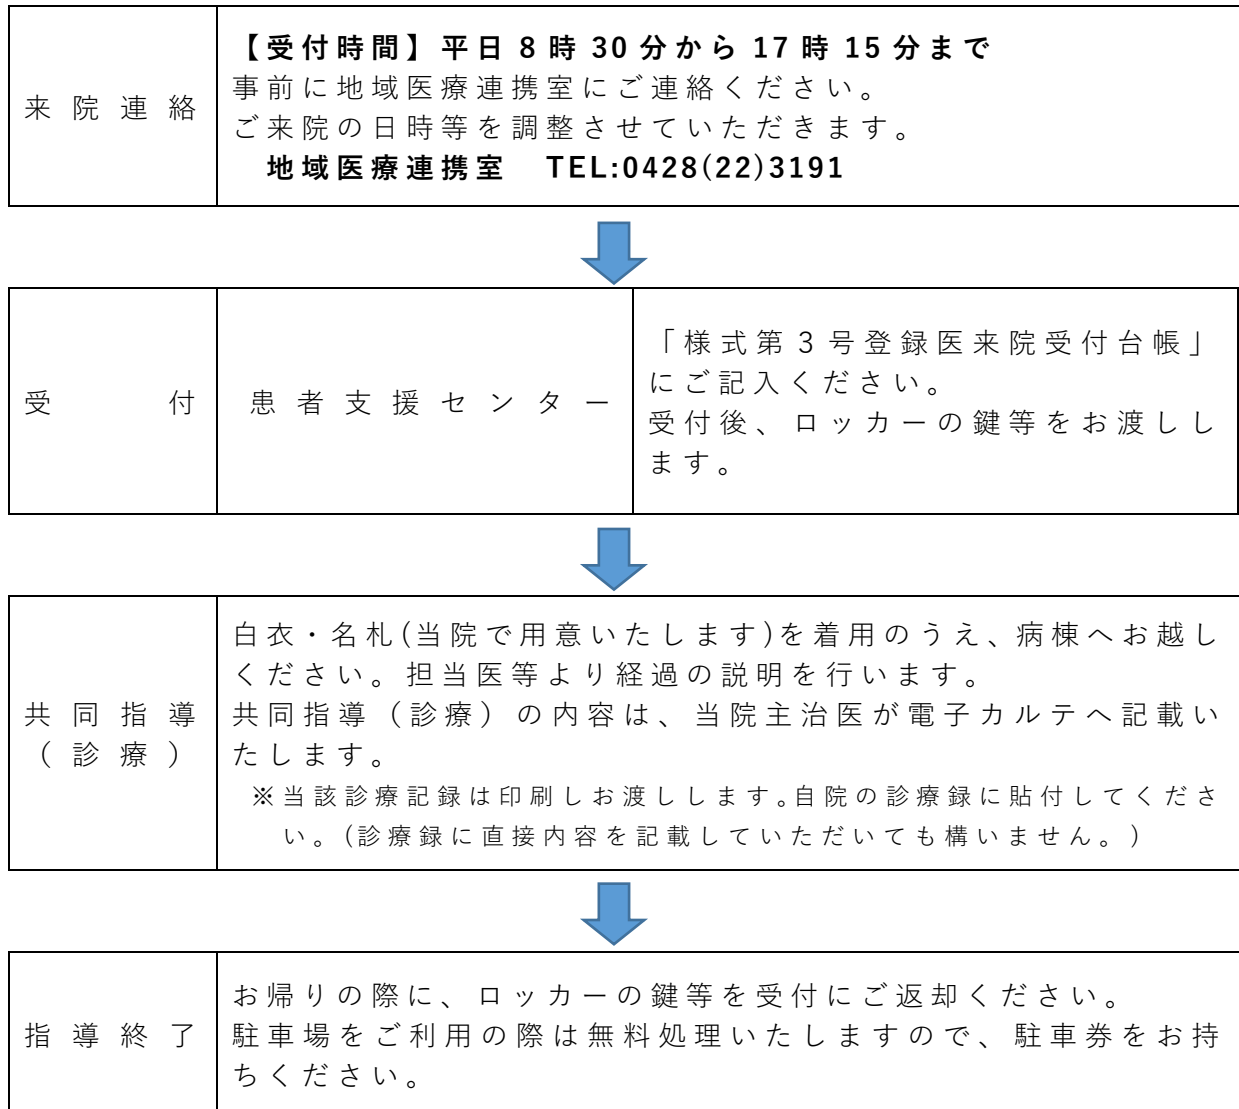 来院連絡
【受付時間】平日8時30分から17時15分まで
事前に地域医療連携室にご連絡ください。
ご来院の日時等を調整させていただきます。
地域医療連携室　TEL:0428(22)3191
受　　付
患者支援センター
「様式第3号登録医来院受付台帳」
にご記入ください。
受付後、ロッカーの鍵等をお渡しし
ます。
共同指導
(診療)
白衣・名札(当院で用意いたします)を着用のうえ、病棟へお越し
ください。担当医等より経過の説明を行います。
共同指導（診療）の内容は、当院主治医が電子カルテへ記載い
たします。
※当該診療記録は印刷しお渡しします。自院の診療録に貼付してくださ
い。(診療録に直接内容を記載していただいても構いません。)
指導終了
お帰りの際に、ロッカーの鍵等を受付にご返却ください。
駐車場をご利用の際は無料処理いたしますので、駐車券をお持
ちください。